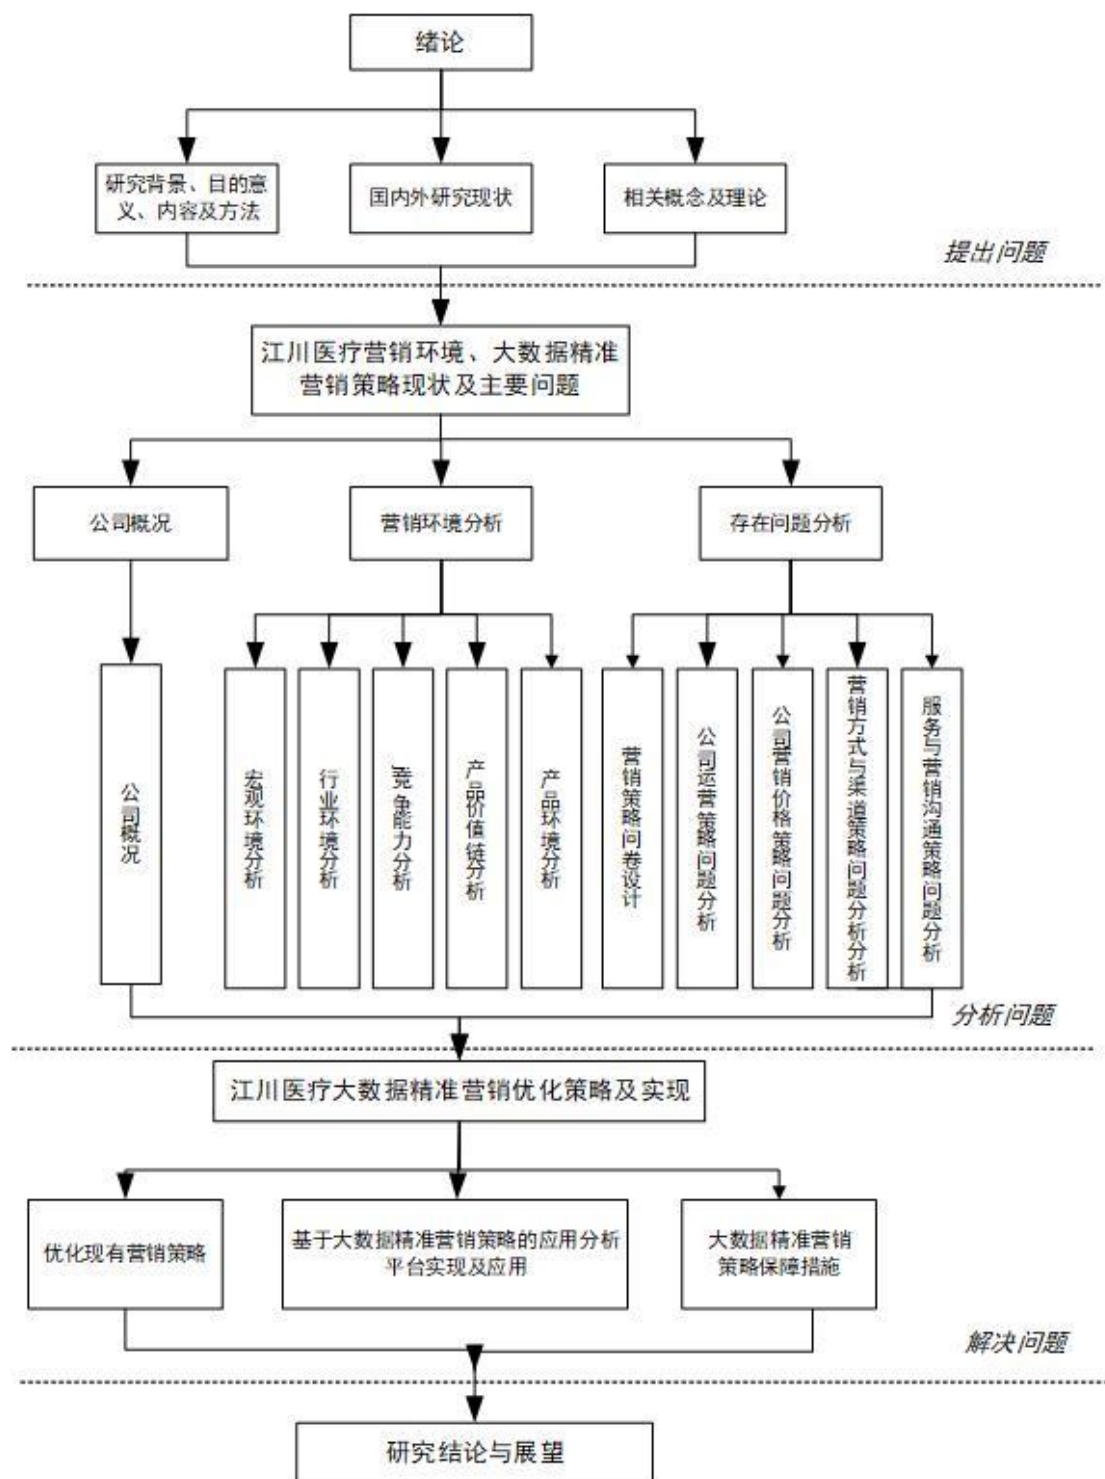 绪论
研究背景、目的意
义、内容及方法
国内外研究现状
相关概念及理论
提出问题
江川医疗营销环境、大数据精准
营销策略现状及主要问题
公司概况
营销环境分析
存在问题分析
公司概况
宏观环境分析
行业环境分析
竞争能力分析
产品价值链分析
产品环境分析
营销策略问卷设计
公司运营策略问题分析
公司营销价格策略问题分析
营销方式与渠道策略问题分析分析
服务与营销沟通策略问题分析
分析问题
江川医疗大数据精准营销优化策略及实现
优化现有营销策略
基于大数据精准营销策略的应用分析
平台实现及应用
大数据精准营销
策略保障措施
解决问题
研究结论与展望